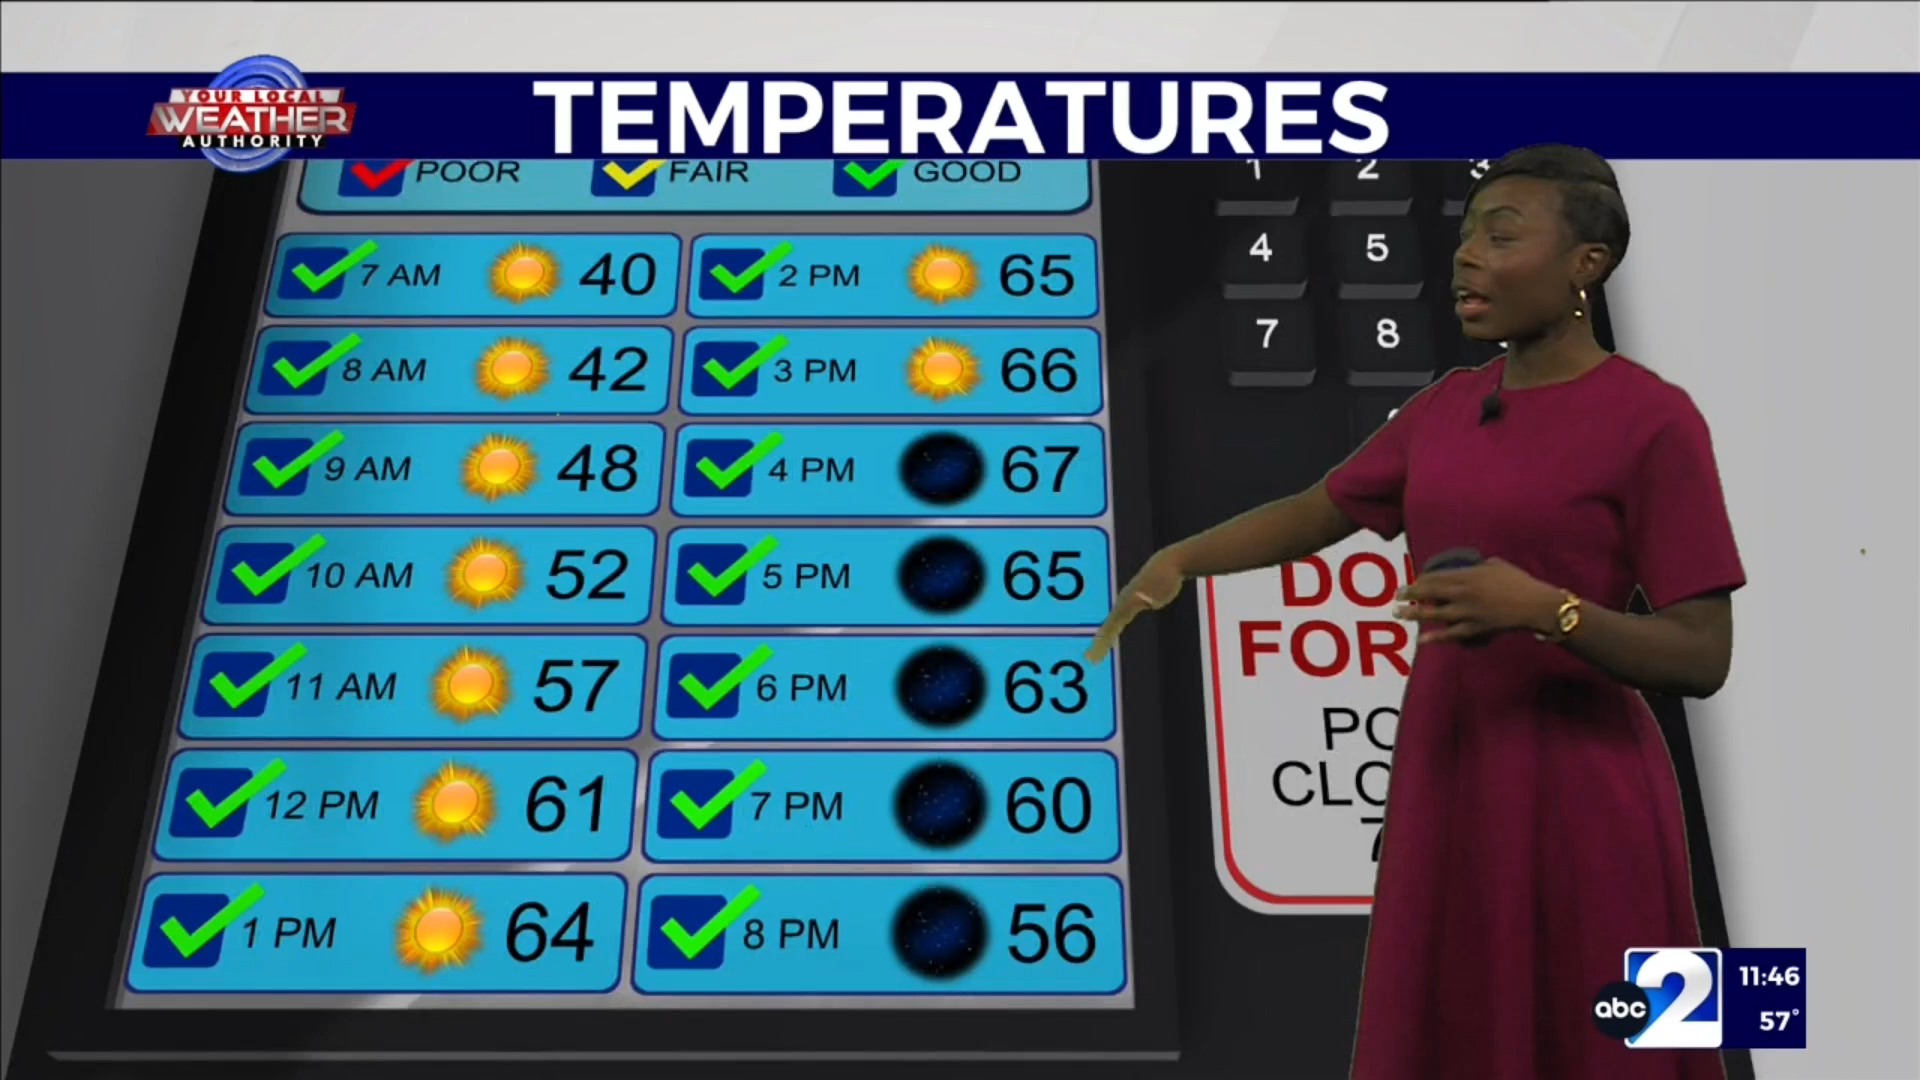 YOUR LOCAL
WEATHER
AUTHORITY
TEMPERATURES
POOR FAIR GOOD
7 AM 40
8 AM 42
9 AM 48
10 AM 52
11 AM 57
12 PM 61
1 PM 64
2 PM 65
3 PM 66
4 PM 67
5 PM 65
6 PM 63
7 PM 60
8 PM 56
1 2 3
4 5
7 8
FOR
abc 2
11:46
57°